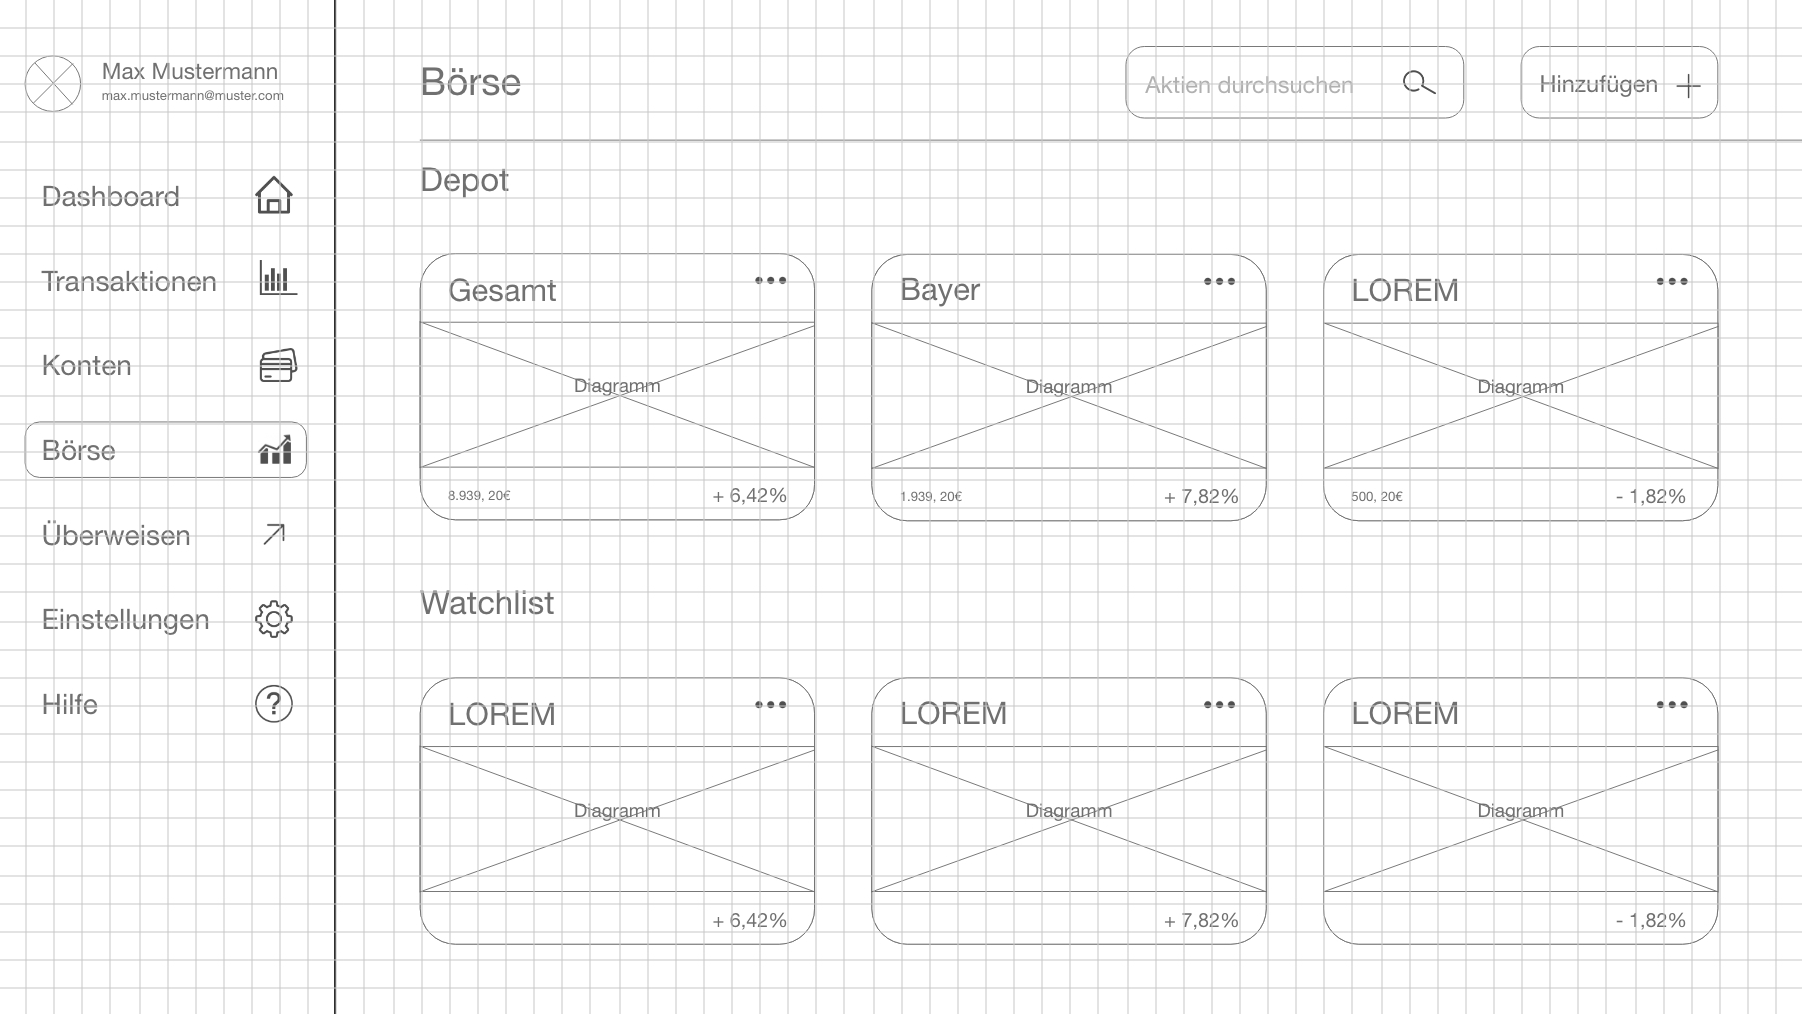 Max Mustermann
max.mustermann@muster.com
Dashboard
Transaktionen
Konten
Börse
Überweisen
Einstellungen
Hilfe
Börse
Aktien durchsuchen
Hinzufügen
Depot
Gesamt
Diagramm
8.939, 20€
+ 6,42%
Bayer
Diagramm
1.939, 20€
+ 7,82%
LOREM
Diagramm
500, 20€
- 1,82%
Watchlist
LOREM
Diagramm
+ 6,42%
LOREM
Diagramm
+ 7,82%
LOREM
Diagramm
- 1,82%